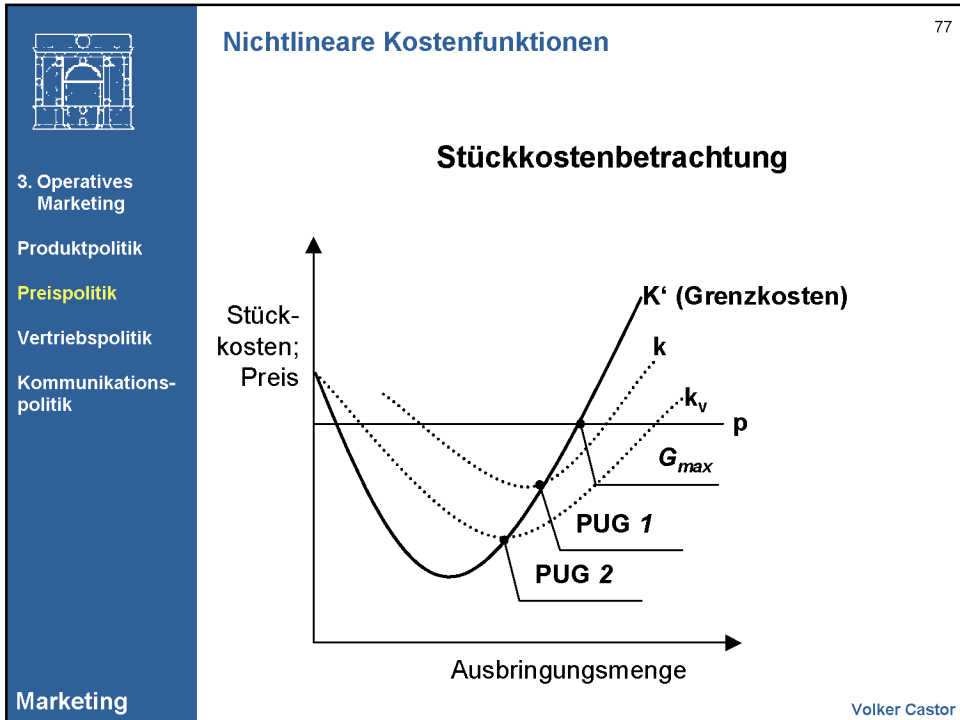 77
Nichtlineare Kostenfunktionen
3. Operatives
Marketing
Produktpolitik
Preispolitik
Vertriebspolitik
Kommunikations-
politik
Marketing
Stückkostenbetrachtung
Stück-
kosten;
Preis
K‘ (Grenzkosten)
k
kv
p
Gmax
PUG 1
PUG 2
Ausbringungsmenge
Volker Castor